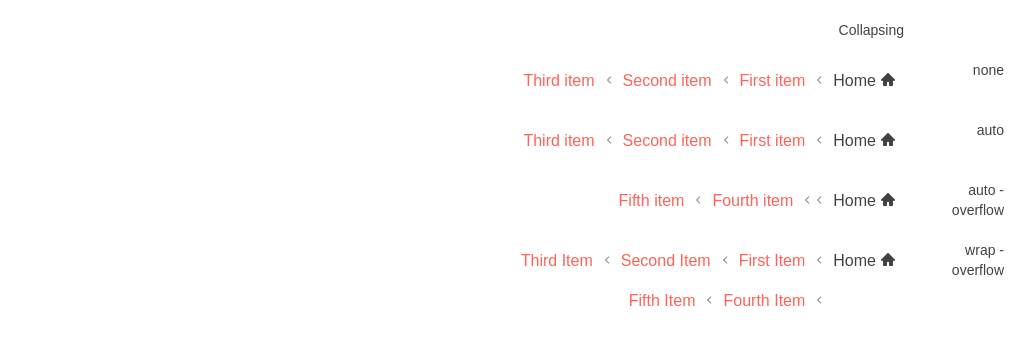 Collapsing
none
Home ‹ First item ‹ Second item ‹ Third item
auto
Home ‹ First item ‹ Second item ‹ Third item
auto -
overflow
Home ‹ ‹ Fourth item ‹ Fifth item
wrap -
overflow
Home ‹ First Item ‹ Second Item ‹ Third Item
‹ Fourth Item ‹ Fifth Item